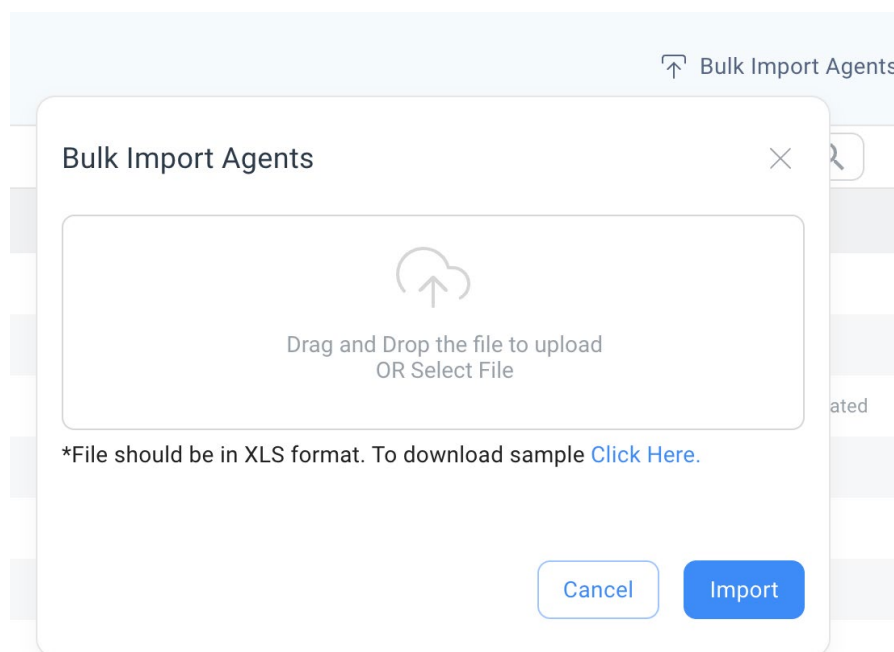 Bulk Import Agents
Bulk Import Agents
Drag and Drop the file to upload
OR Select File
ated
*File should be in XLS format. To download sample Click Here.
Cancel
Import